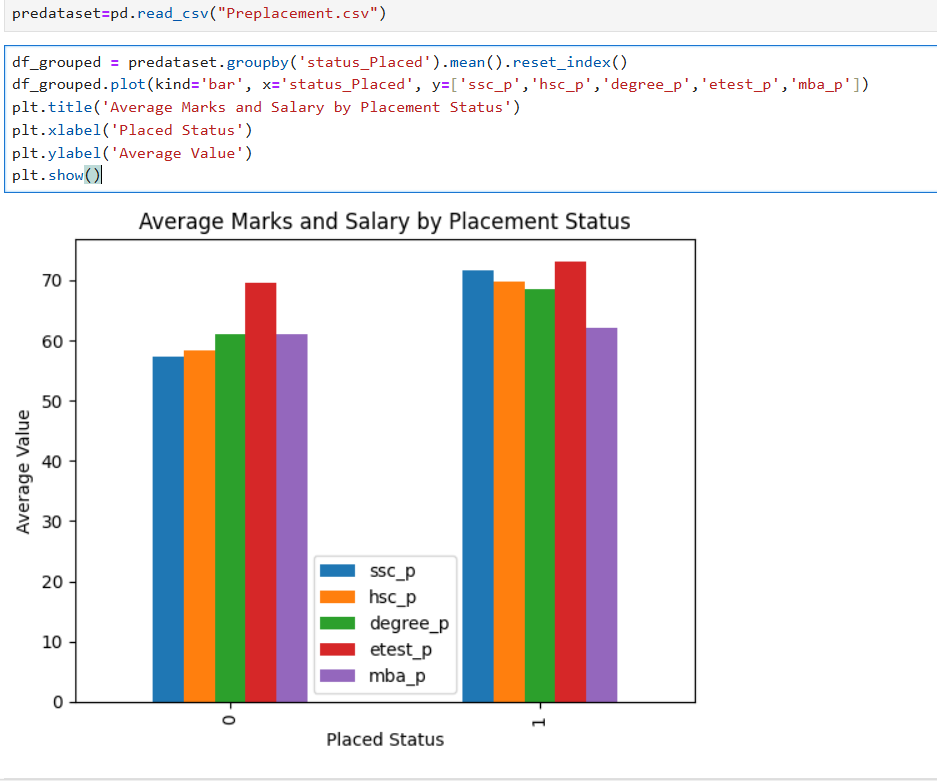 predataset=pd.read_csv("Preplacement.csv")
df_grouped = predataset.groupby('status_Placed').mean().reset_index()
df_grouped.plot(kind='bar', x='status_Placed', y=['ssc_p','hsc_p','degree_p','etest_p','mba_p'])
plt.title('Average Marks and Salary by Placement Status')
plt.xlabel('Placed Status')
plt.ylabel('Average Value')
plt.show()
Average Marks and Salary by Placement Status
70
60
50
40
30
20
10
0
Average Value
ssc_p
hsc_p
degree_p
etest_p
mba_p
0
1
Placed Status